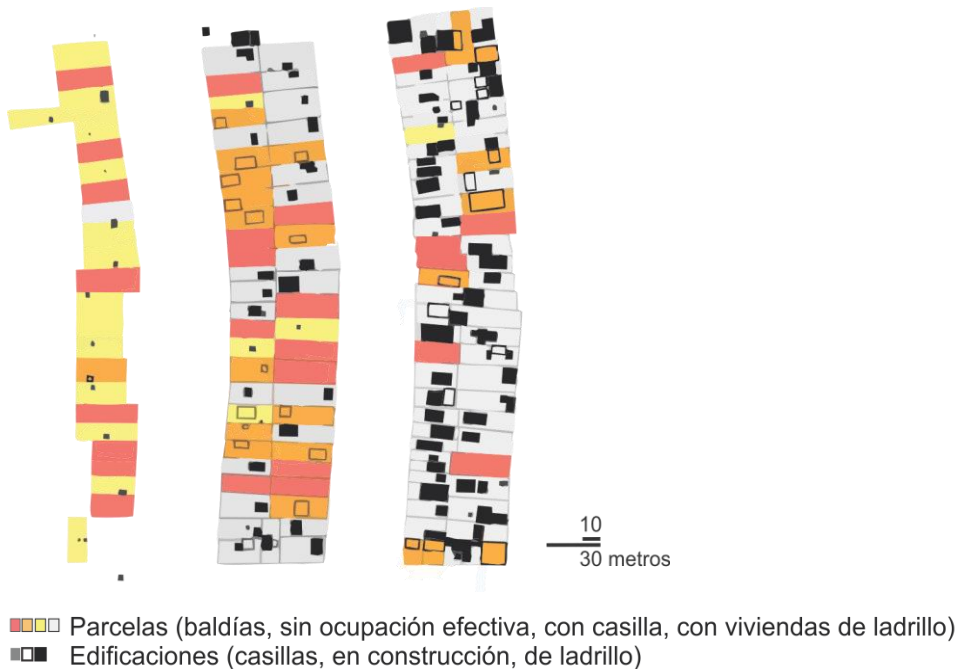 10
30 metros
Parcelas (baldías, sin ocupación efectiva, con casilla, con viviendas de ladrillo)
Edificaciones (casillas, en construcción, de ladrillo)